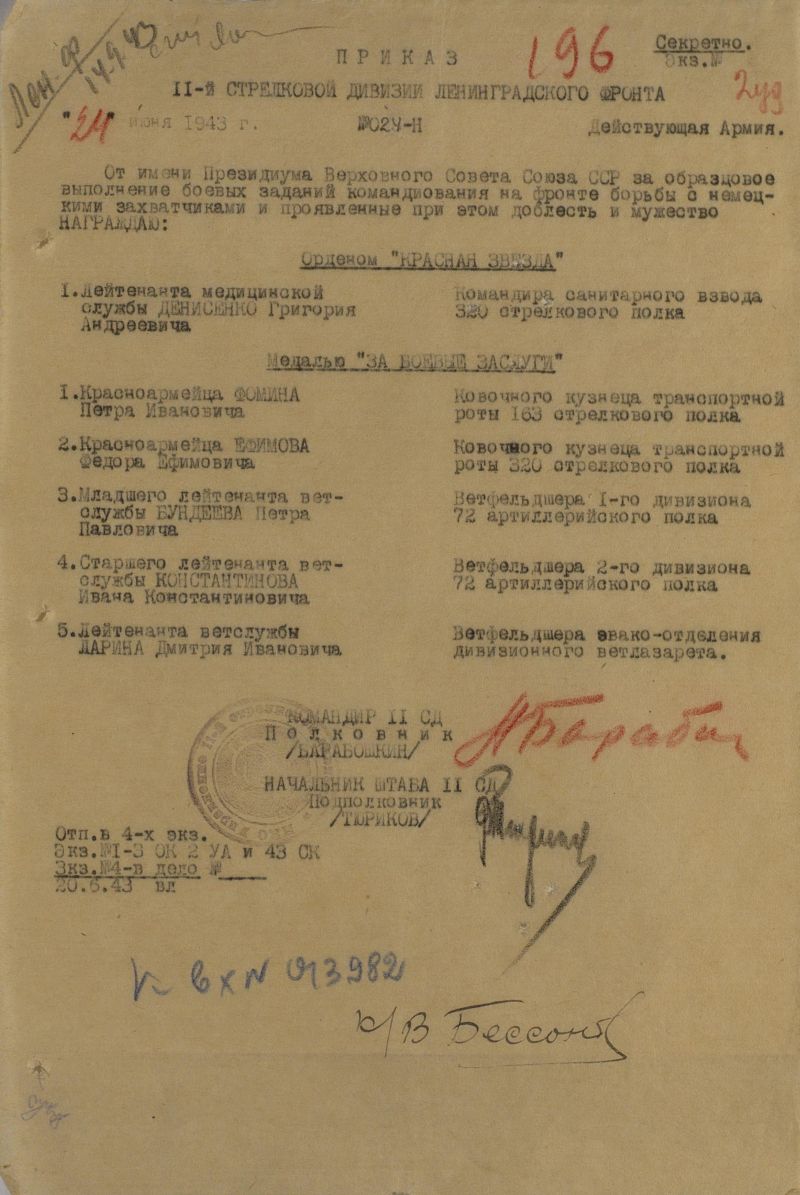 Секретно.
ПРИКАЗ
196
Экз.№
2уд
II-й СТРЕЛКОВОЙ ДИВИЗИИ ЛЕНИНГРАДСКОГО ФРОНТА
"24" июня 1943 г. №024-Н Действующая Армия.
От имени Президиума Верховного Совета Союза ССР за образцовое
выполнение боевых заданий командиования на фронте борьбы с немец-
кими захватчиками и проявленные при этом доблесть и мужество
НАГРАЖДАЮ:
Орденом "КРАСНАЯ ЗВЕЗДА"
I.Лейтенанта медицинской Командира санитарного взвода
службы ДЕНИСЕНКО Григория 320 стрелкового полка
Андреевича
Медалью "ЗА БОЕВЫЕ ЗАСЛУГИ"
I.Красноармейца ФОМИНА Ковочного кузнеца транспортной
Петра Ивановича роты 163 стрелкового полка
2.Красноармейца ЕФИМОВА Ковочного кузнеца транспортной
Федора Ефимовича роты 320 стрелкового полка
3.Младшего лейтенанта вет- Ветфельдшера I-го дивизиона
службы БУНДЕЕВА Петра 72 артиллерийского полка
Павловича
4.Старшего лейтенанта вет- Ветфельдшера 2-го дивизиона
службы КОНСТАНТИНОВА 72 артиллерийского полка
Ивана Константиновича
5.Лейтенанта ветслужбы Ветфельдшера эвако-отделения
ЛАРИНА Дмитрия Ивановича дивизионного ветлазарета.
КОМАНДИР II СД
Полковник
/БАРАБОШКИН/
НАЧАЛЬНИК ШТАБА II СД
Подполковник
/ТЮРИКОВ/
Отп.в 4-х экз.
Экз.№I-3 ОК 2 УА и 43 СК
Экз.№4-в дело №
20.6.43 вл
к вх N 013982
к/В Бессонов